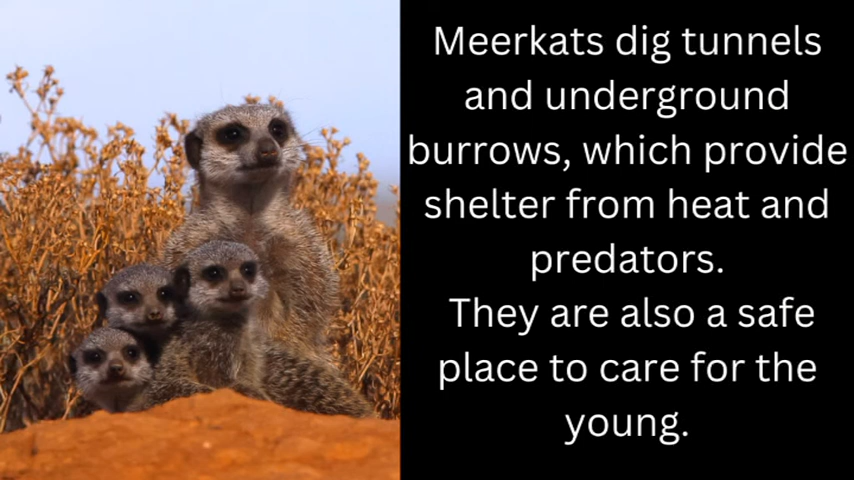 Meerkats dig tunnels
and underground
burrows, which provide
shelter from heat and
predators.
They are also a safe
place to care for the
young.